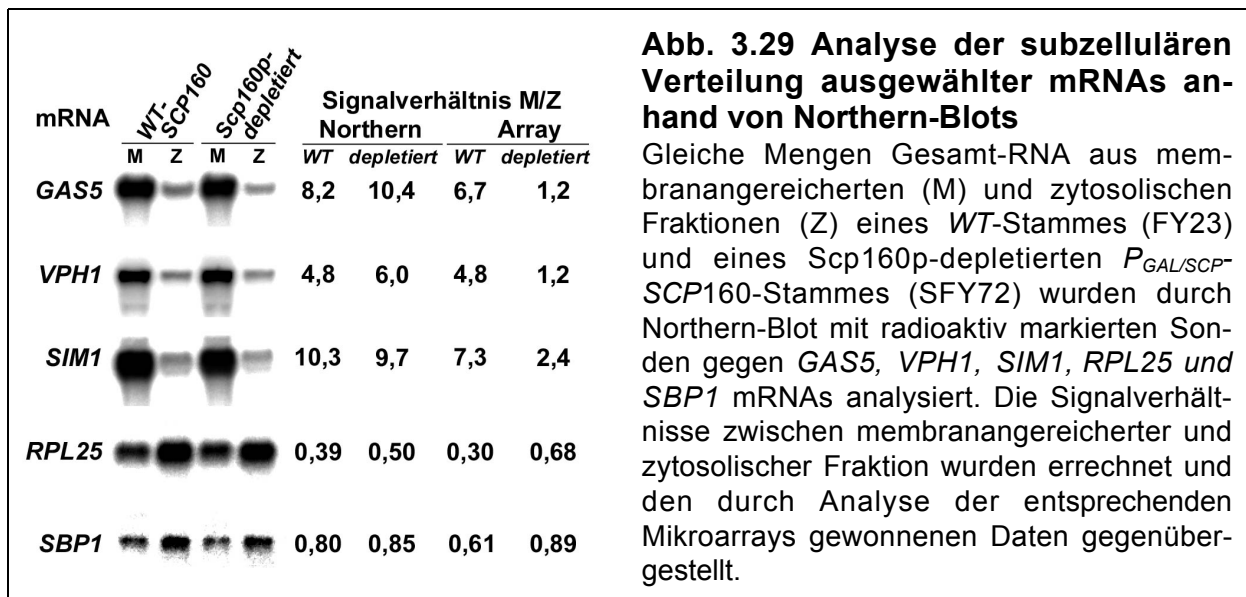 mRNA
WT-
SCP160
Scp160p-
depletiert
Signalverhältnis M/Z
Northern Array
M Z M Z WT depletiert WT depletiert
GAS5 8,2 10,4 6,7 1,2
VPH1 4,8 6,0 4,8 1,2
SIM1 10,3 9,7 7,3 2,4
RPL25 0,39 0,50 0,30 0,68
SBP1 0,80 0,85 0,61 0,89
Abb. 3.29 Analyse der subzellulären
Verteilung ausgewählter mRNAs an-
hand von Northern-Blots
Gleiche Mengen Gesamt-RNA aus mem-
branangereicherten (M) und zytosolischen
Fraktionen (Z) eines WT-Stammes (FY23)
und eines Scp160p-depletierten PGAL/SCP-
SCP160-Stammes (SFY72) wurden durch
Northern-Blot mit radioaktiv markierten Son-
den gegen GAS5, VPH1, SIM1, RPL25 und
SBP1 mRNAs analysiert. Die Signalverhält-
nisse zwischen membranangereicherter und
zytosolischer Fraktion wurden errechnet und
den durch Analyse der entsprechenden
Mikroarrays gewonnenen Daten gegenüber-
gestellt.